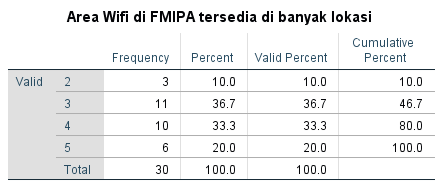 Area Wifi di FMIPA tersedia di banyak lokasi
Frequency Percent Valid Percent Cumulative Percent
Valid 2 3 10.0 10.0 10.0
3 11 36.7 36.7 46.7
4 10 33.3 33.3 80.0
5 6 20.0 20.0 100.0
Total 30 100.0 100.0